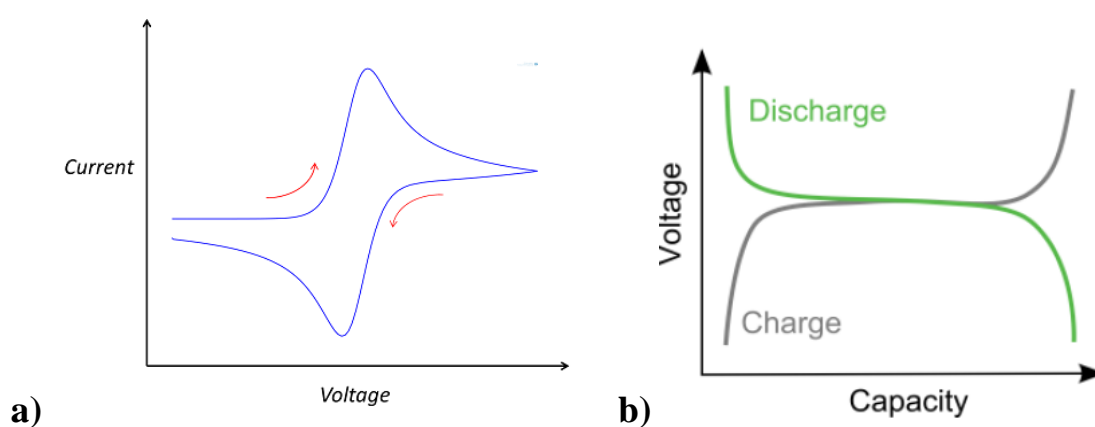 Current
Voltage
a)
Discharge
Voltage
Charge
Capacity
b)